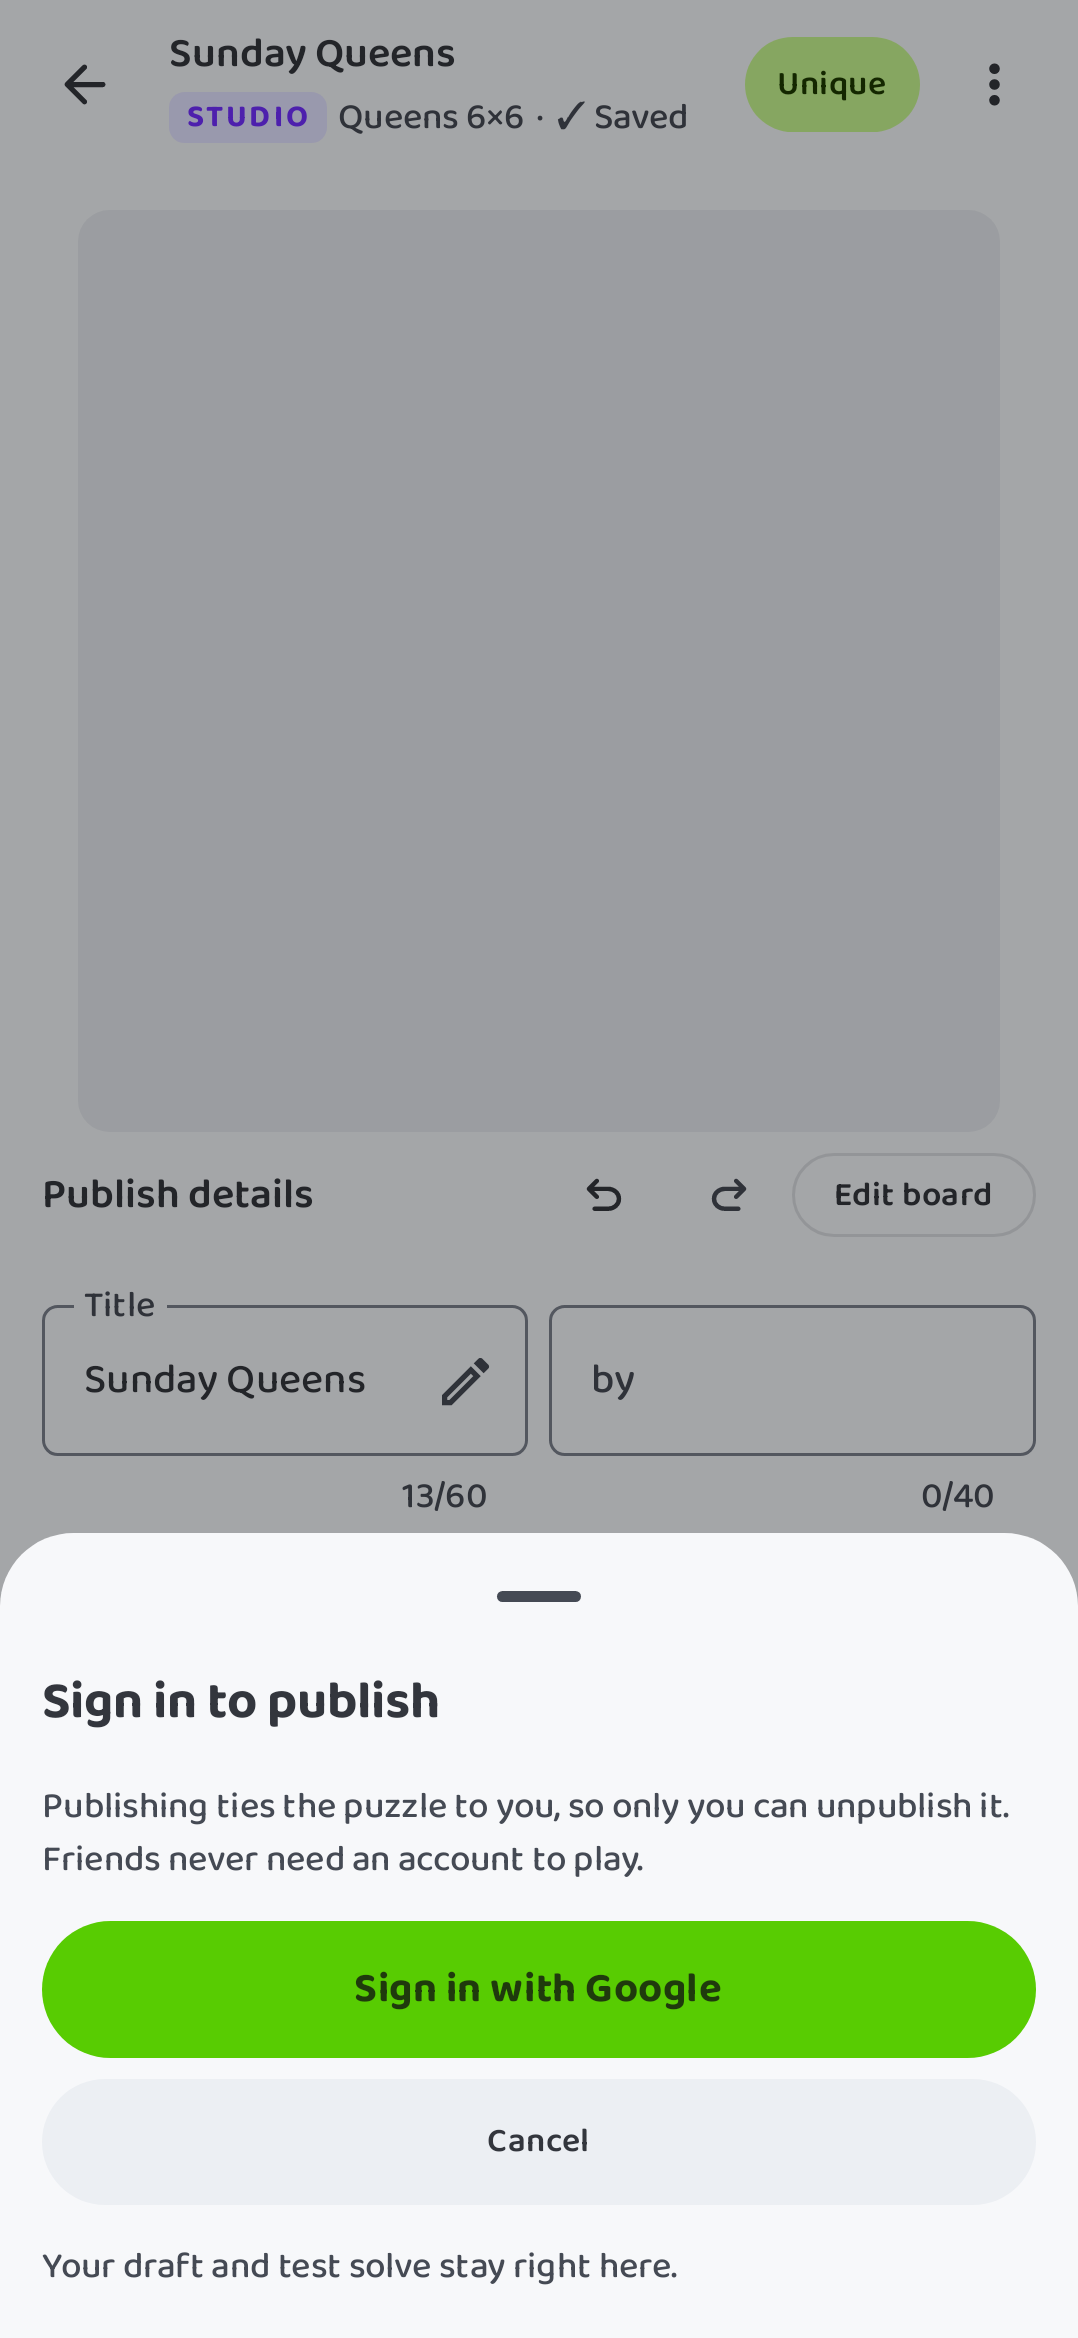 Sunday Queens
STUDIO Queens 6×6 · ✓ Saved
Unique
Publish details
Edit board
Title
Sunday Queens
by
13/60
0/40
Sign in to publish
Publishing ties the puzzle to you, so only you can unpublish it.
Friends never need an account to play.
Sign in with Google
Cancel
Your draft and test solve stay right here.